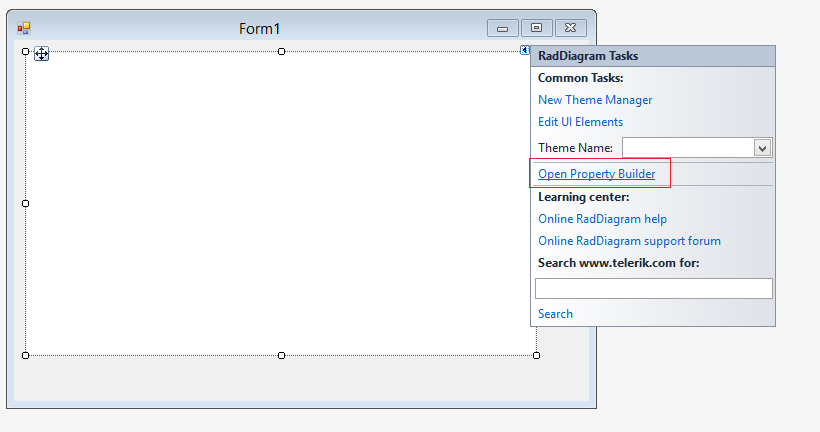 Form1
RadDiagram Tasks
Common Tasks:
New Theme Manager
Edit UI Elements
Theme Name:
Open Property Builder
Learning center:
Online RadDiagram help
Online RadDiagram support forum
Search www.telerik.com for:
Search